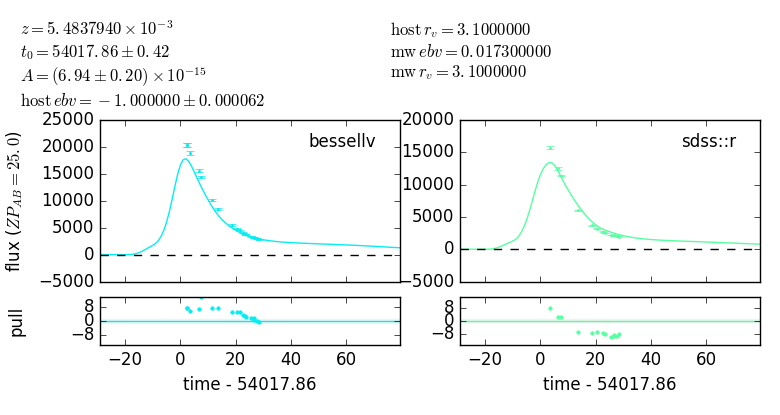 z = 5.4837940 × 10⁻³
t₀ = 54017.86 ± 0.42
A = (6.94 ± 0.20) × 10⁻¹⁵
host ebv = −1.000000 ± 0.000062
host r_v = 3.1000000
mw ebv = 0.017300000
mw r_v = 3.1000000
flux (ZP_AB = 25.0)
25000
20000
15000
10000
5000
0
−5000
bessellv
20000
15000
10000
5000
0
−5000
sdss::r
pull
8
0
−8
−20 0 20 40 60
time - 54017.86
8
0
−8
−20 0 20 40 60
time - 54017.86